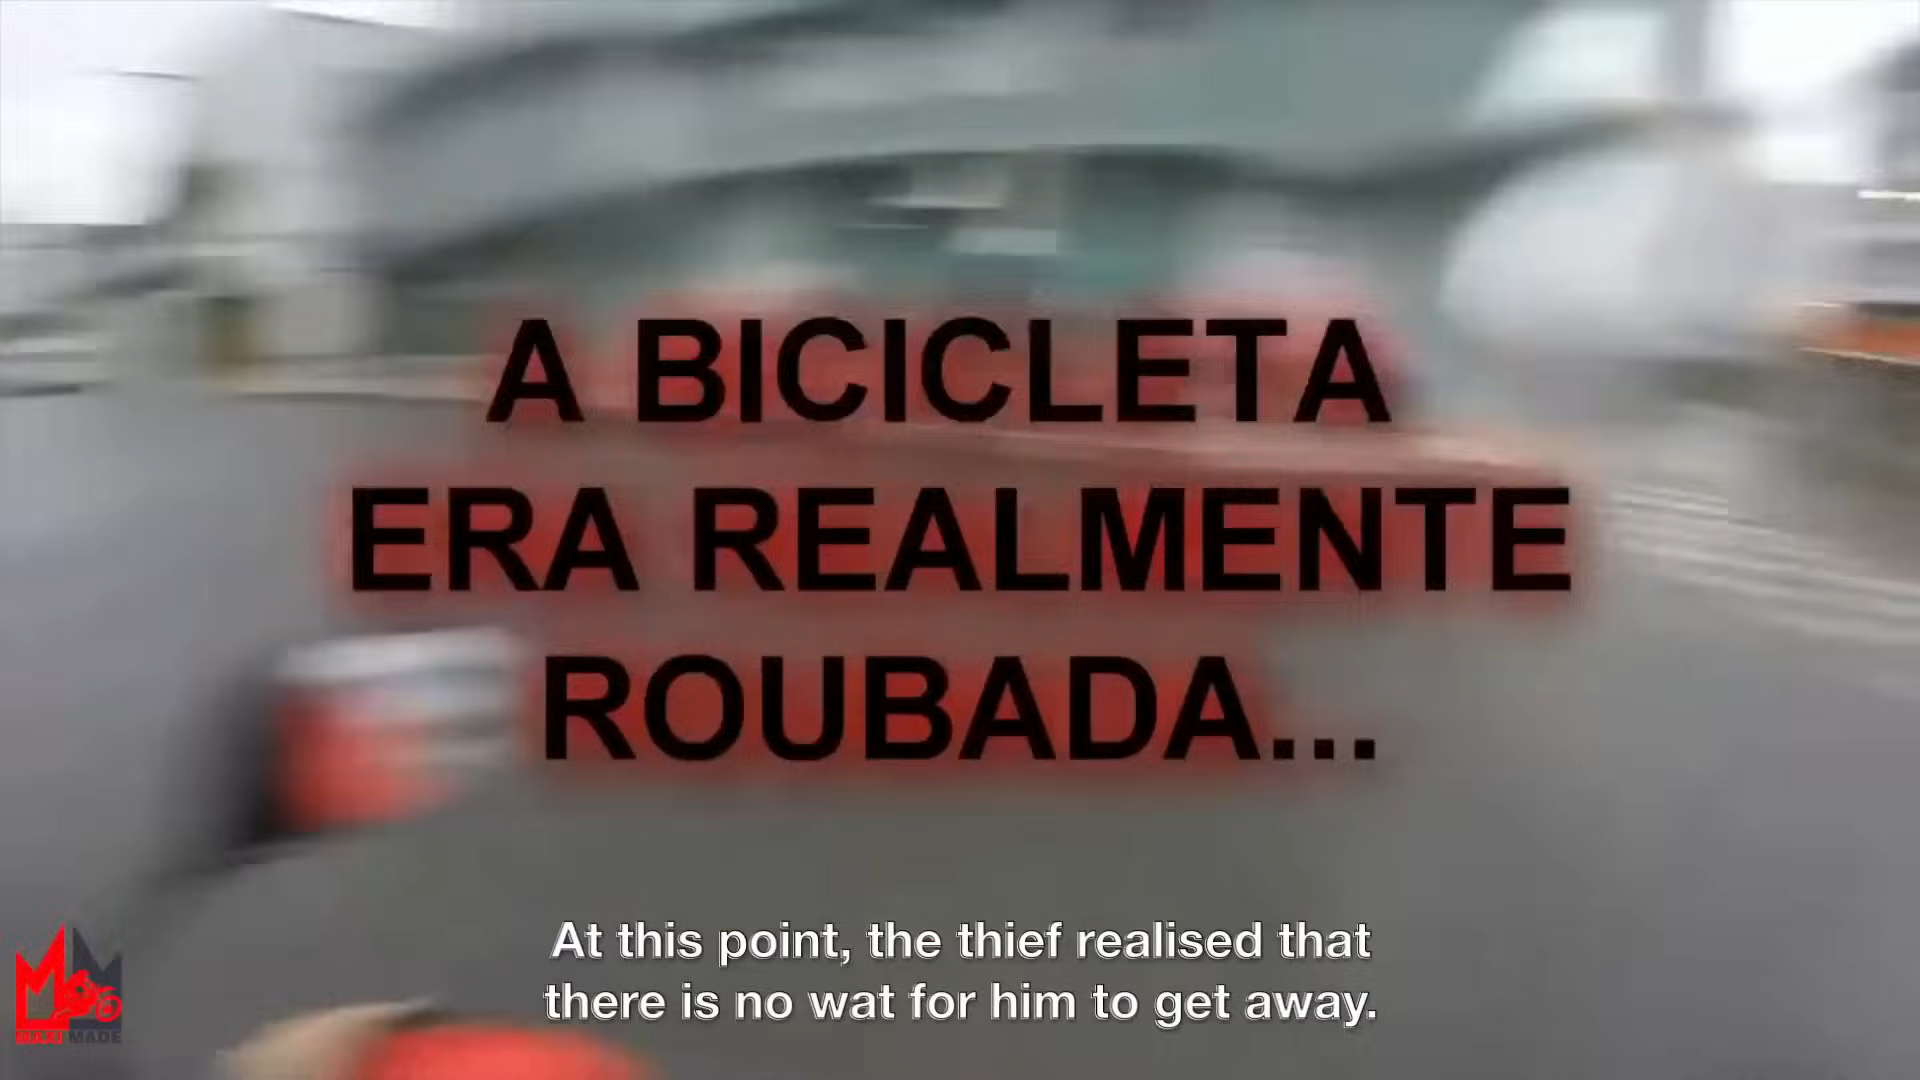 A BICICLETA
ERA REALMENTE
ROUBADA...
At this point, the thief realised that
there is no wat for him to get away.
MADE